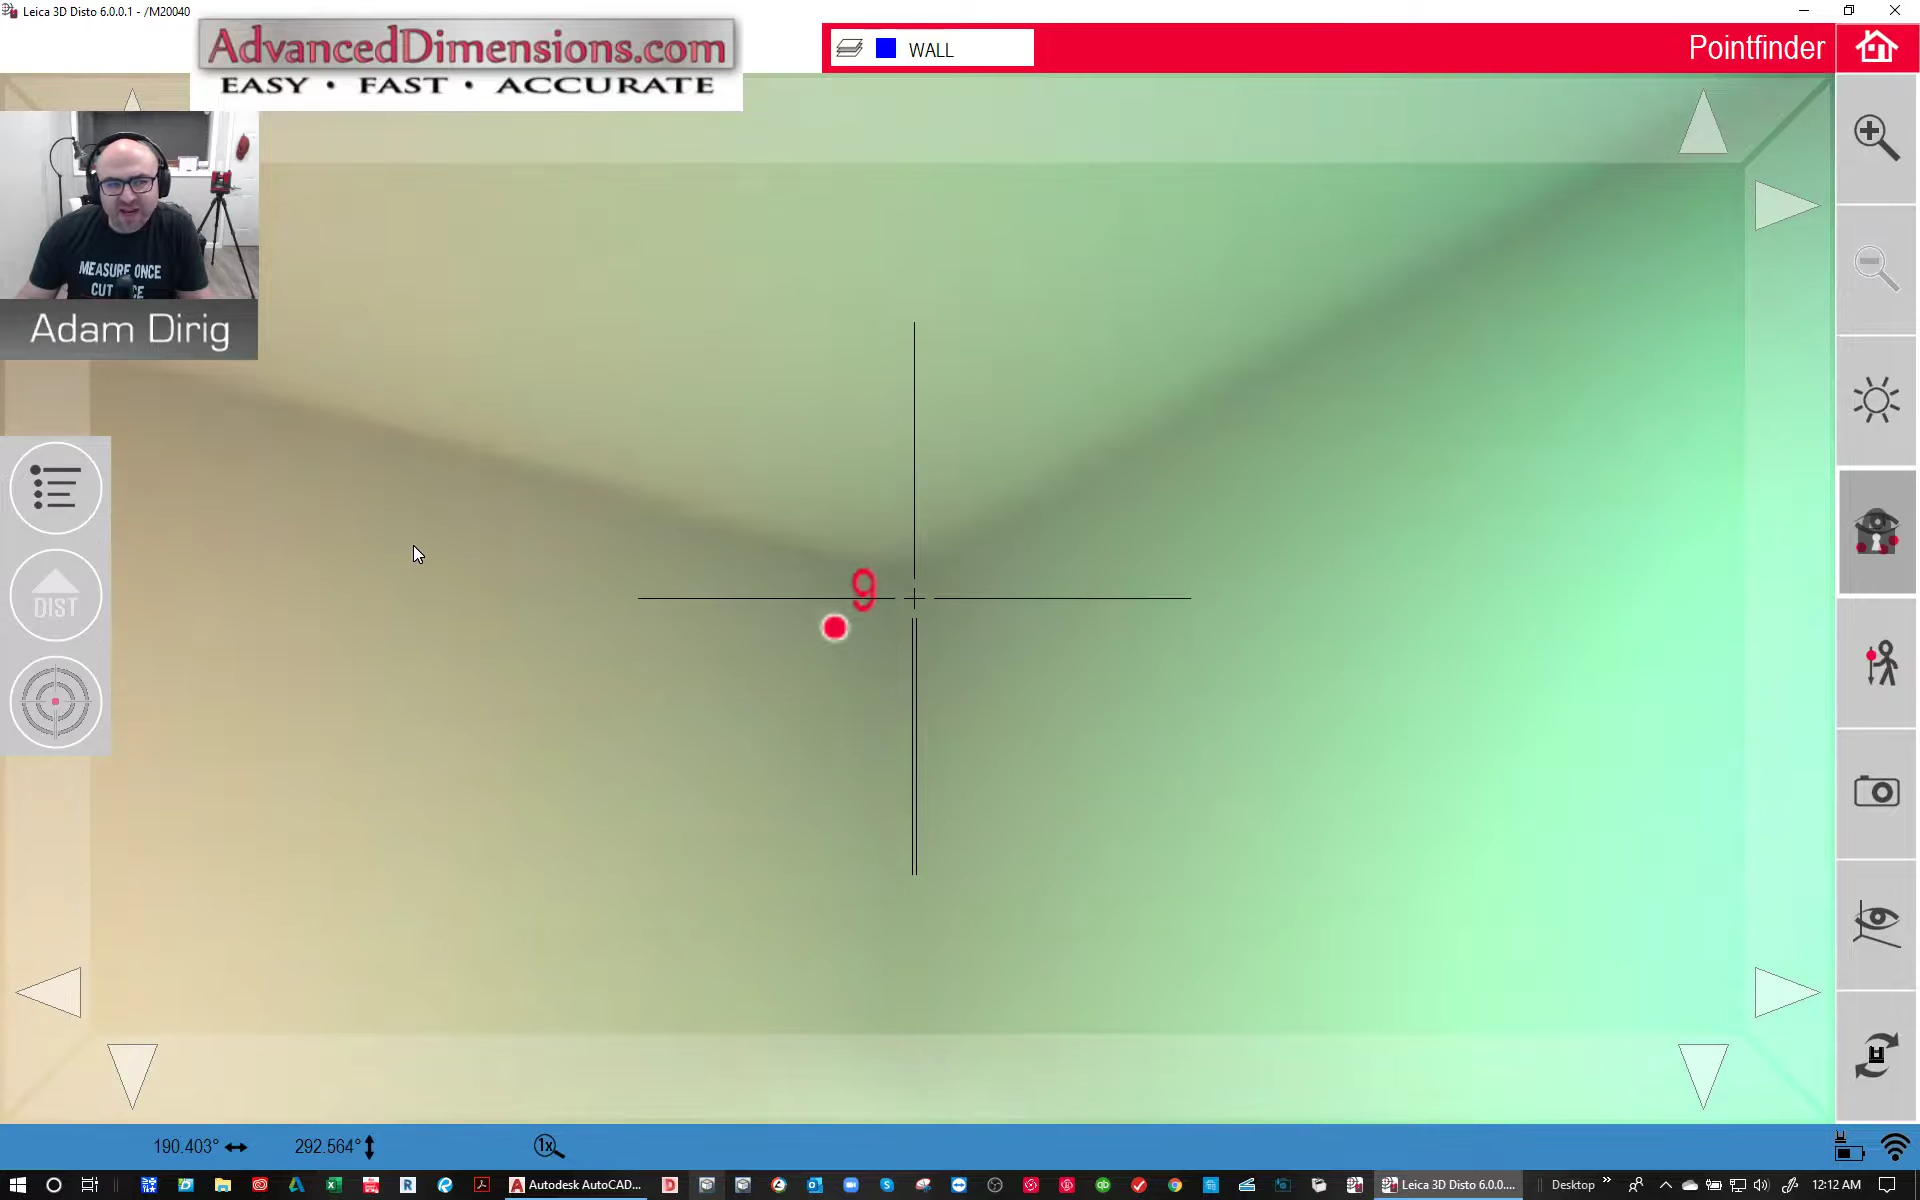 Leica 3D Disto 6.0.0.1 - /M20040
AdvancedDimensions.com
EASY • FAST • ACCURATE
WALL
Pointfinder
MEASURE ONCE
Adam Dirig
DIST
9
190.403°
292.564°
1x
Autodesk AutoCAD...
Leica 3D Disto 6.0.0....
Desktop
12:12 AM